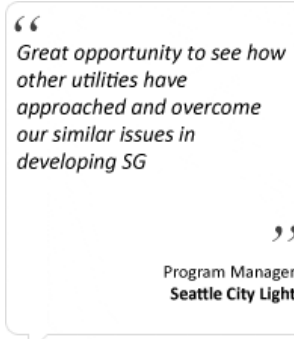 “
Great opportunity to see how
other utilities have
approached and overcome
our similar issues in
developing SG
”
Program Manager
Seattle City Light